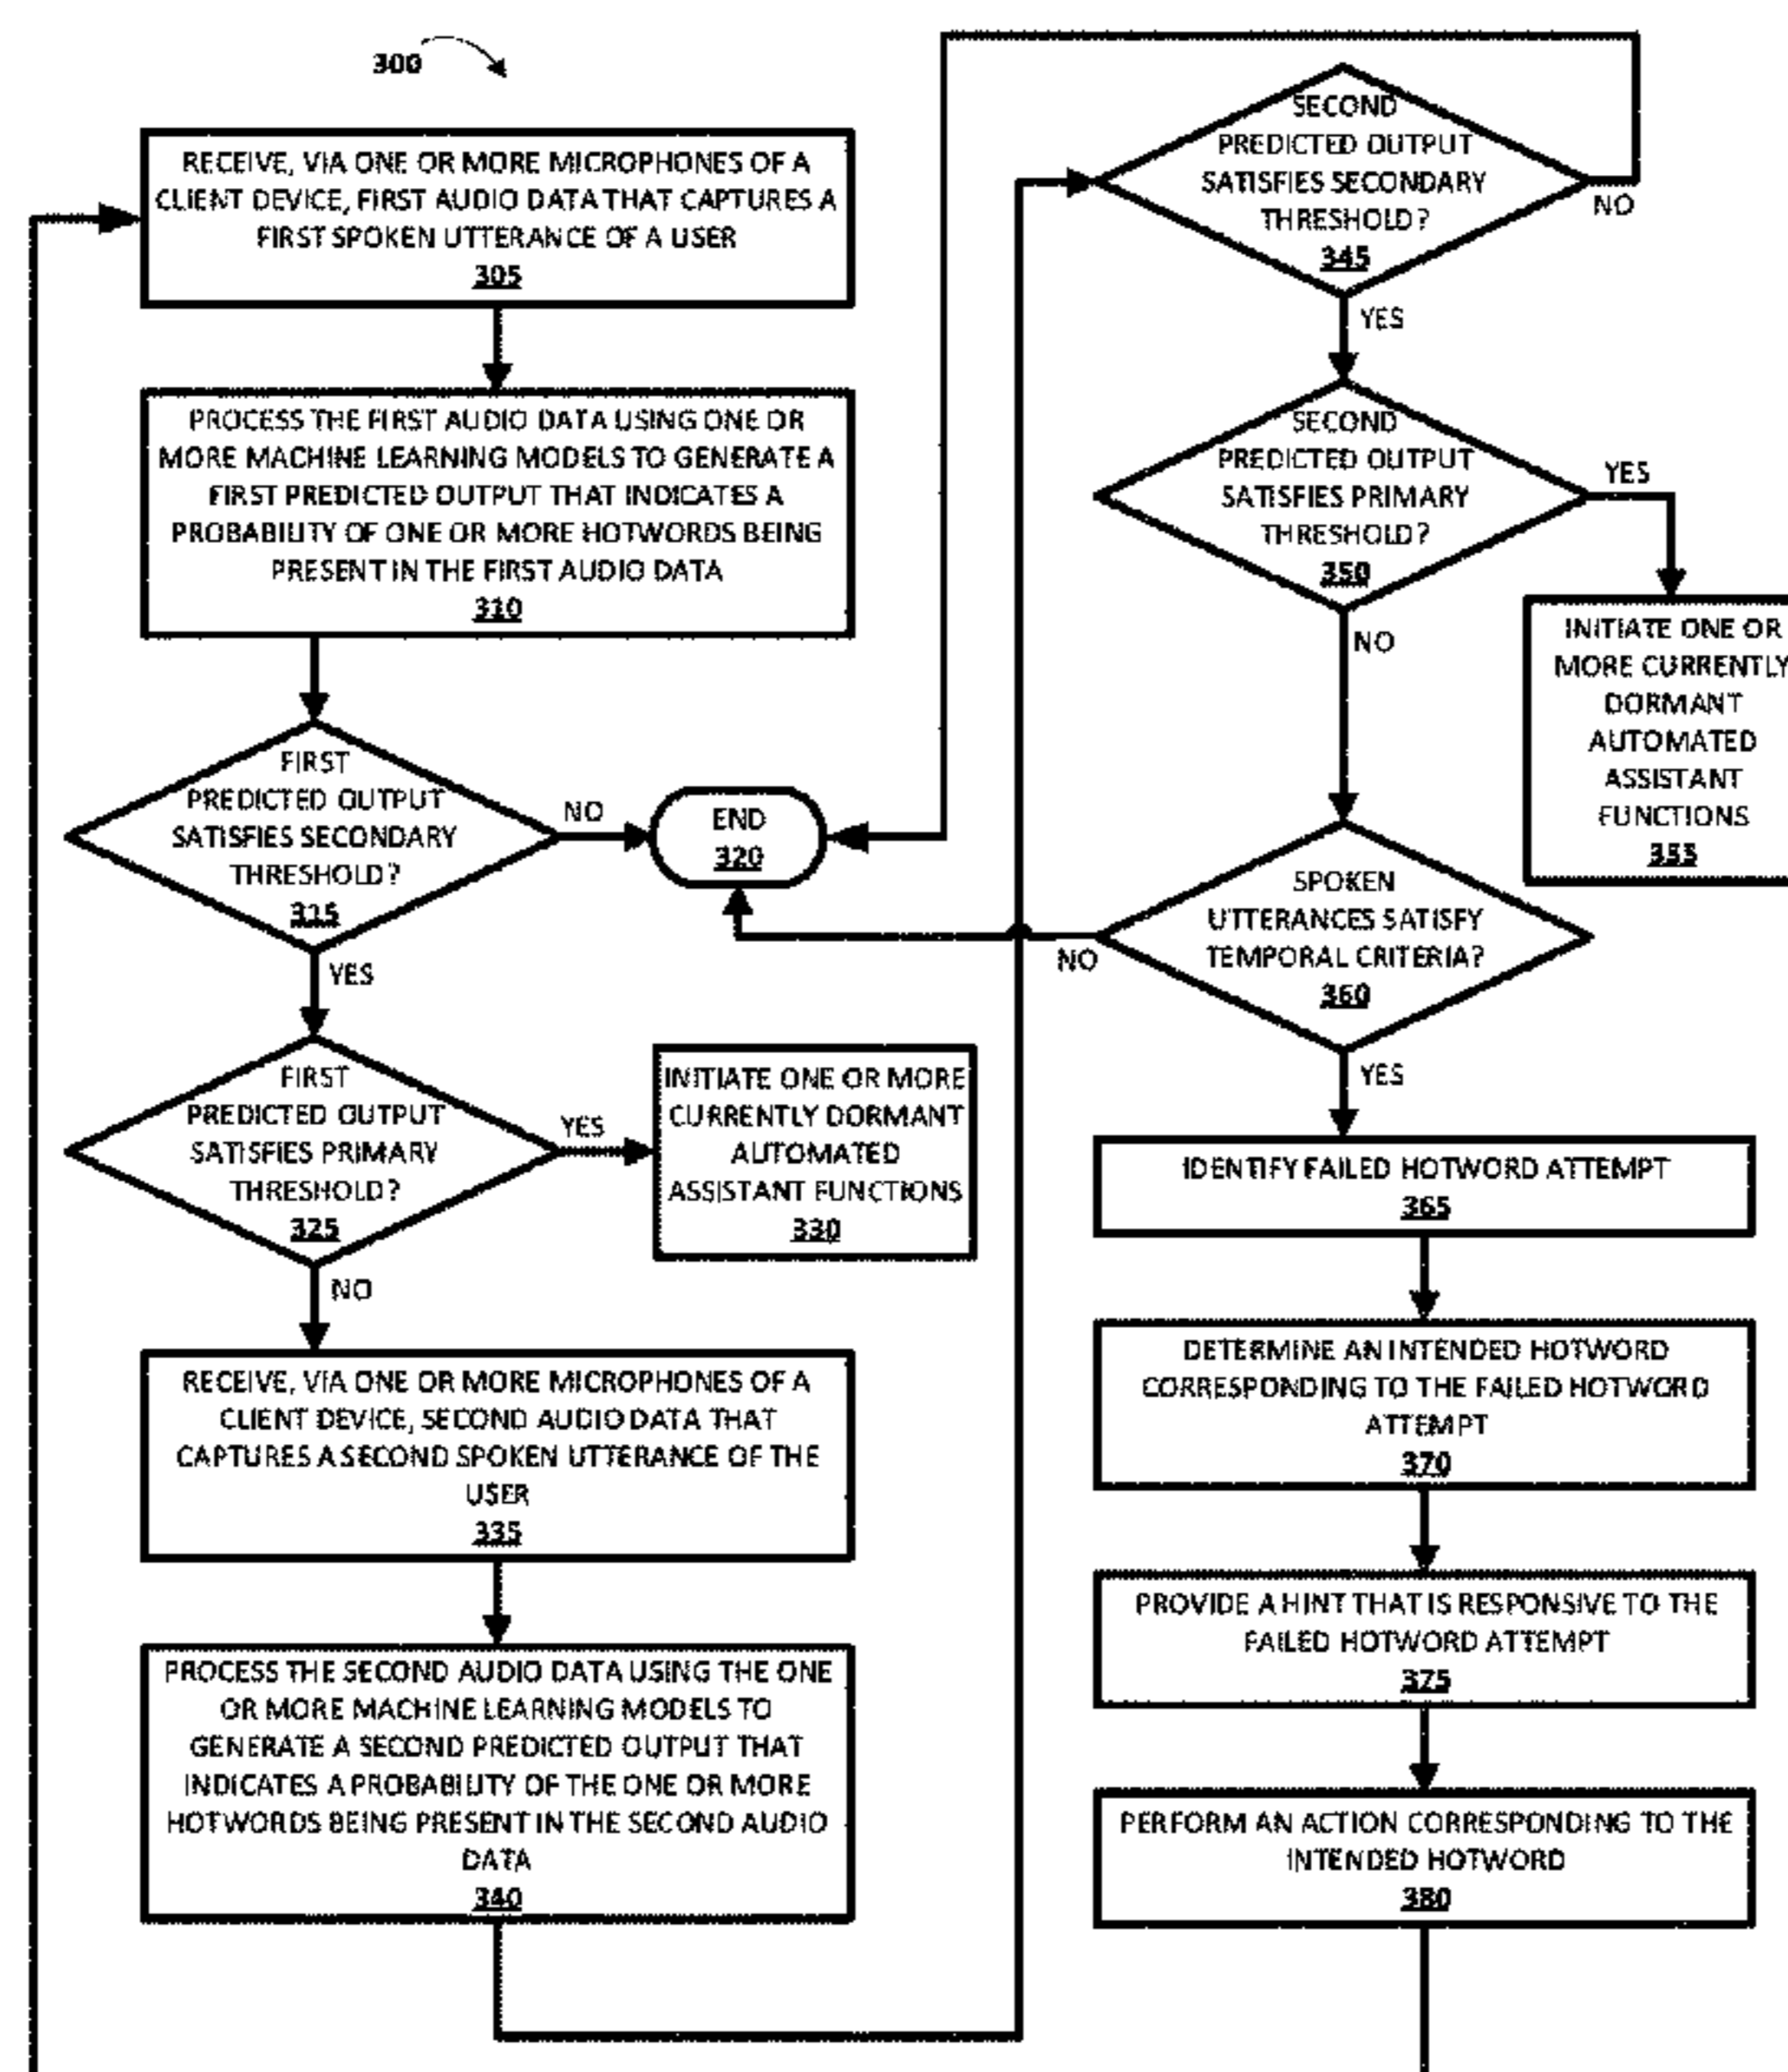 300
RECEIVE, VIA ONE OR MORE MICROPHONES OF A
CLIENT DEVICE, FIRST AUDIO DATA THAT CAPTURES A
FIRST SPOKEN UTTERANCE OF A USER
305
PROCESS THE FIRST AUDIO DATA USING ONE OR
MORE MACHINE LEARNING MODELS TO GENERATE A
FIRST PREDICTED OUTPUT THAT INDICATES A
PROBABILITY OF ONE OR MORE HOTWORDS BEING
PRESENT IN THE FIRST AUDIO DATA
310
FIRST
PREDICTED OUTPUT
SATISFIES SECONDARY
THRESHOLD?
315
NO
END
320
YES
FIRST
PREDICTED OUTPUT
SATISFIES PRIMARY
THRESHOLD?
325
YES
INITIATE ONE OR MORE
CURRENTLY DORMANT
AUTOMATED
ASSISTANT FUNCTIONS
330
NO
RECEIVE, VIA ONE OR MORE MICROPHONES OF A
CLIENT DEVICE, SECOND AUDIO DATA THAT
CAPTURES A SECOND SPOKEN UTTERANCE OF THE
USER
335
PROCESS THE SECOND AUDIO DATA USING THE ONE
OR MORE MACHINE LEARNING MODELS TO
GENERATE A SECOND PREDICTED OUTPUT THAT
INDICATES A PROBABILITY OF THE ONE OR MORE
HOTWORDS BEING PRESENT IN THE SECOND AUDIO
DATA
340
SECOND
PREDICTED OUTPUT
SATISFIES SECONDARY
THRESHOLD?
345
NO
YES
SECOND
PREDICTED OUTPUT
SATISFIES PRIMARY
THRESHOLD?
350
YES
INITIATE ONE OR
MORE CURRENTLY
DORMANT
AUTOMATED
ASSISTANT
FUNCTIONS
355
NO
SPOKEN
UTTERANCES SATISFY
TEMPORAL CRITERIA?
360
NO
YES
IDENTIFY FAILED HOTWORD ATTEMPT
365
DETERMINE AN INTENDED HOTWORD
CORRESPONDING TO THE FAILED HOTWORD
ATTEMPT
370
PROVIDE A HINT THAT IS RESPONSIVE TO THE
FAILED HOTWORD ATTEMPT
375
PERFORM AN ACTION CORRESPONDING TO THE
INTENDED HOTWORD
380